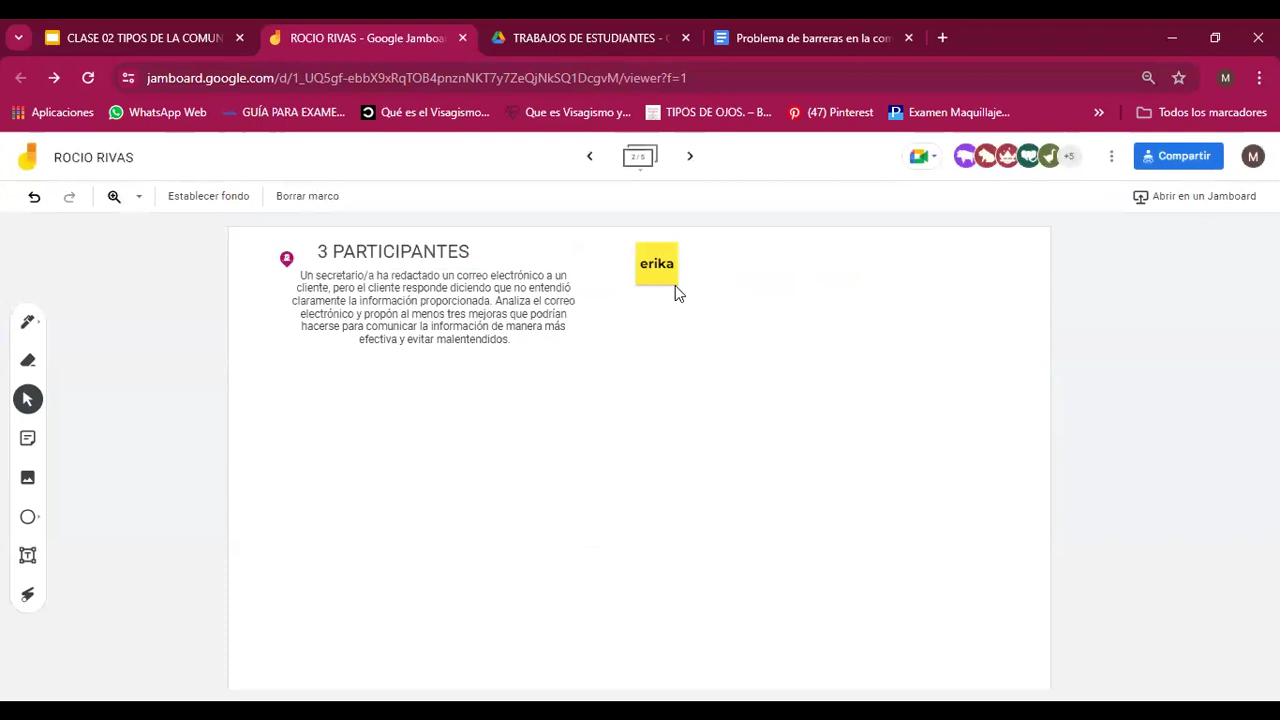 CLASE 02 TIPOS DE LA COMUN
ROCIO RIVAS - Google Jamboa
TRABAJOS DE ESTUDIANTES - G
Problema de barreras en la com
jamboard.google.com/d/1_UQ5gf-ebbX9xRqTOB4pnznNKT7y7ZeQjNkSQ1DcgvM/viewer?f=1
M
Aplicaciones
WhatsApp Web
GUÍA PARA EXAME...
Qué es el Visagismo...
Que es Visagismo y...
TIPOS DE OJOS. – B...
(47) Pinterest
Examen Maquillaje...
»
Todos los marcadores
ROCIO RIVAS
2 / 5
+5
Compartir
M
Establecer fondo
Borrar marco
Abrir en un Jamboard
3 PARTICIPANTES
Un secretario/a ha redactado un correo electrónico a un
cliente, pero el cliente responde diciendo que no entendió
claramente la información proporcionada. Analiza el correo
electrónico y propón al menos tres mejoras que podrían
hacerse para comunicar la información de manera más
efectiva y evitar malentendidos.
erika